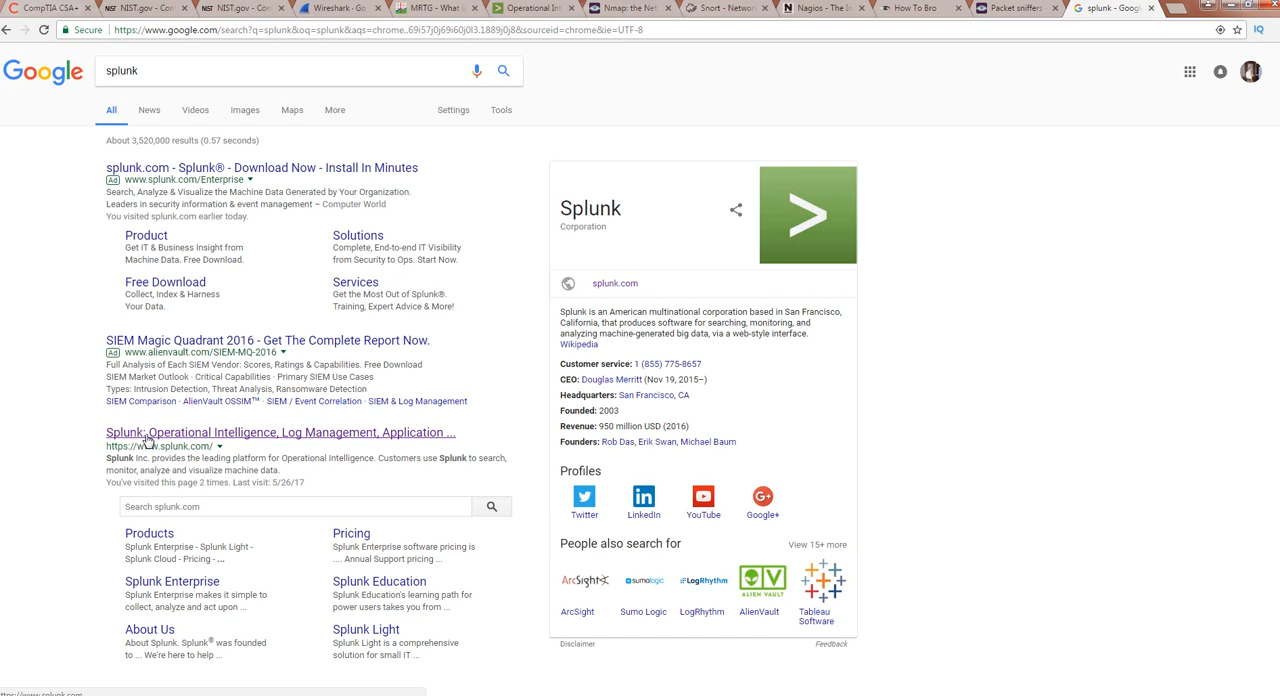 CompTIA CSA+
NIST.gov - Con
NIST.gov - Con
Wireshark - Go
MRTG - What i
Operational Int
Nmap: the Net
Snort - Networ
Nagios - The In
How To Bro
Packet sniffers
splunk - Googl
Secure
https://www.google.com/search?q=splunk&oq=splunk&aqs=chrome..69i57j0j69i60j0l3.1889j0j8&sourceid=chrome&ie=UTF-8
IQ
Google
splunk
All
News
Videos
Images
Maps
More
Settings
Tools
About 3,520,000 results (0.57 seconds)
splunk.com - Splunk® - Download Now - Install In Minutes
Ad www.splunk.com/Enterprise
Search, Analyze & Visualize the Machine Data Generated by Your Organization.
Leaders in security information & event management – Computer World
You visited splunk.com earlier today.
Product
Get IT & Business Insight from
Machine Data. Free Download.
Solutions
Complete, End-to-end IT Visibility
from Security to Ops. Start Now.
Free Download
Collect, Index & Harness
Your Data.
Services
Get the Most Out of Splunk®.
Training, Expert Advice & More!
SIEM Magic Quadrant 2016 - Get The Complete Report Now.
Ad www.alienvault.com/SIEM-MQ-2016
Full Analysis of Each SIEM Vendor: Scores, Ratings & Capabilities. Free Download
SIEM Market Outlook · Critical Capabilities · Primary SIEM Use Cases
Types: Intrusion Detection, Threat Analysis, Ransomware Detection
SIEM Comparison · AlienVault OSSIM™ · SIEM / Event Correlation · SIEM & Log Management
Splunk: Operational Intelligence, Log Management, Application ...
https://www.splunk.com/
Splunk Inc. provides the leading platform for Operational Intelligence. Customers use Splunk to search,
monitor, analyze and visualize machine data.
You've visited this page 2 times. Last visit: 5/26/17
Search splunk.com
Products
Splunk Enterprise - Splunk Light -
Splunk Cloud - Pricing - ...
Pricing
Splunk Enterprise software pricing is
.... Annual Support pricing ...
Splunk Enterprise
Splunk Enterprise makes it simple to
collect, analyze and act upon ...
Splunk Education
Splunk Education's learning path for
power users takes you from ...
About Us
About Splunk. Splunk® was founded
to ... We're here to help ...
Splunk Light
Splunk Light is a comprehensive
solution for small IT ...
Splunk
Corporation
splunk.com
Splunk is an American multinational corporation based in San Francisco,
California, that produces software for searching, monitoring, and
analyzing machine-generated big data, via a web-style interface.
Wikipedia
Customer service: 1 (855) 775-8657
CEO: Douglas Merritt (Nov 19, 2015–)
Headquarters: San Francisco, CA
Founded: 2003
Revenue: 950 million USD (2016)
Founders: Rob Das, Erik Swan, Michael Baum
Profiles
Twitter
LinkedIn
YouTube
Google+
People also search for
View 15+ more
ArcSight
sumologic
LogRhythm
ALIEN VAULT
ArcSight
Sumo Logic
LogRhythm
AlienVault
Tableau
Software
Disclaimer
Feedback